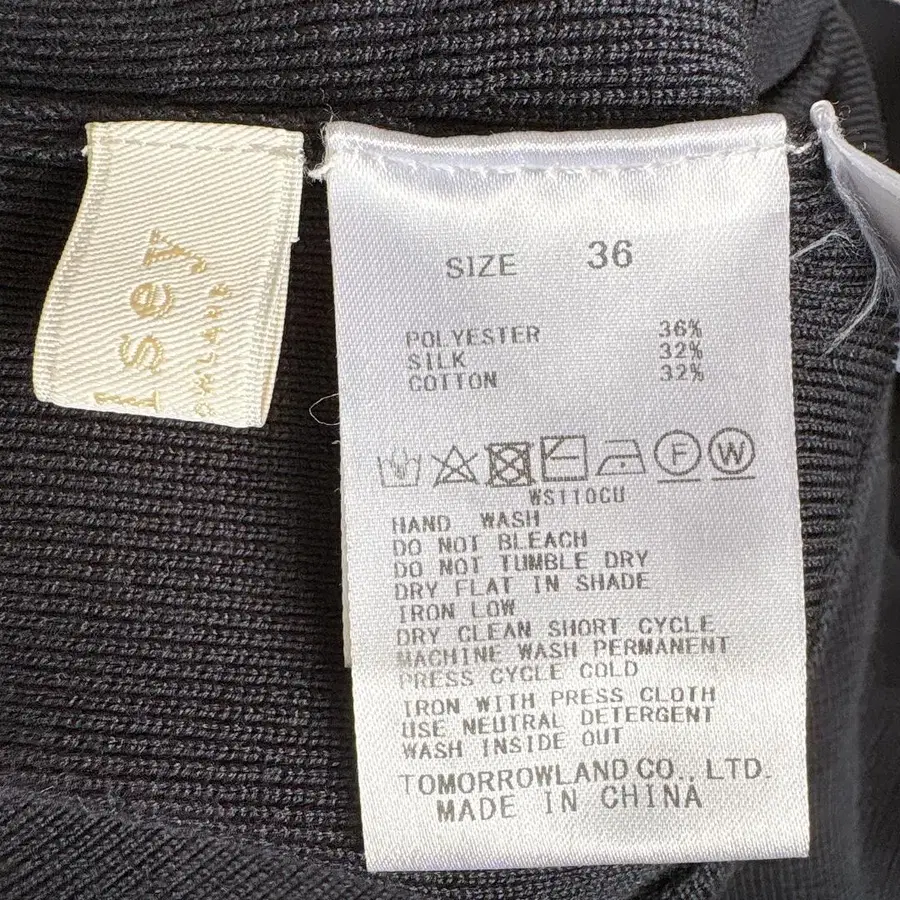 lsey
SIZE 36
POLYESTER 36%
SILK 32%
COTTON 32%
F W
WS110CU
HAND WASH
DO NOT BLEACH
DO NOT TUMBLE DRY
DRY FLAT IN SHADE
IRON LOW
DRY CLEAN SHORT CYCLE
MACHINE WASH PERMANENT
PRESS CYCLE COLD
IRON WITH PRESS CLOTH
USE NEUTRAL DETERGENT
WASH INSIDE OUT
TOMORROWLAND CO., LTD.
MADE IN CHINA